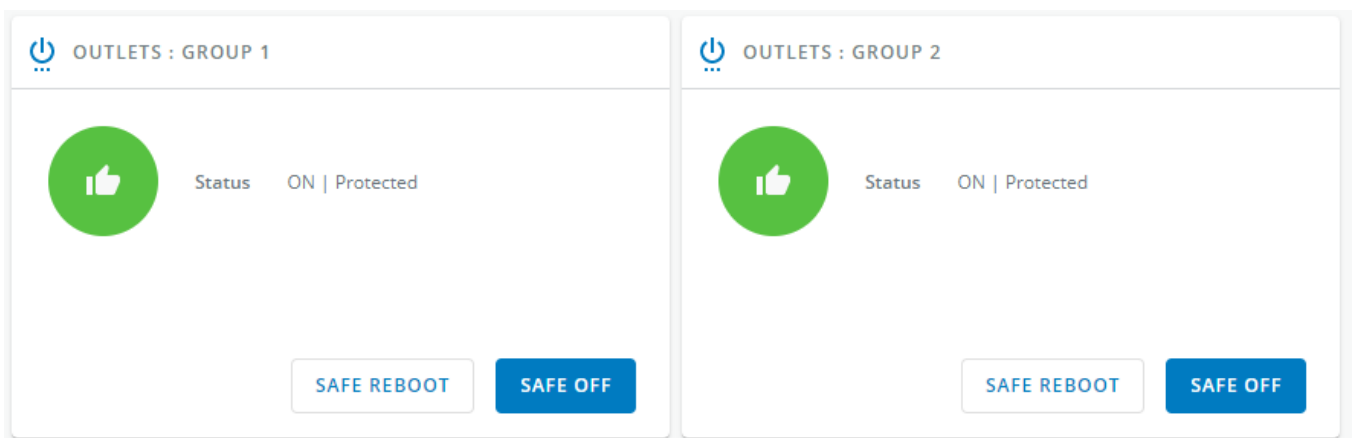 OUTLETS : GROUP 1
Status ON | Protected
SAFE REBOOT SAFE OFF
OUTLETS : GROUP 2
Status ON | Protected
SAFE REBOOT SAFE OFF